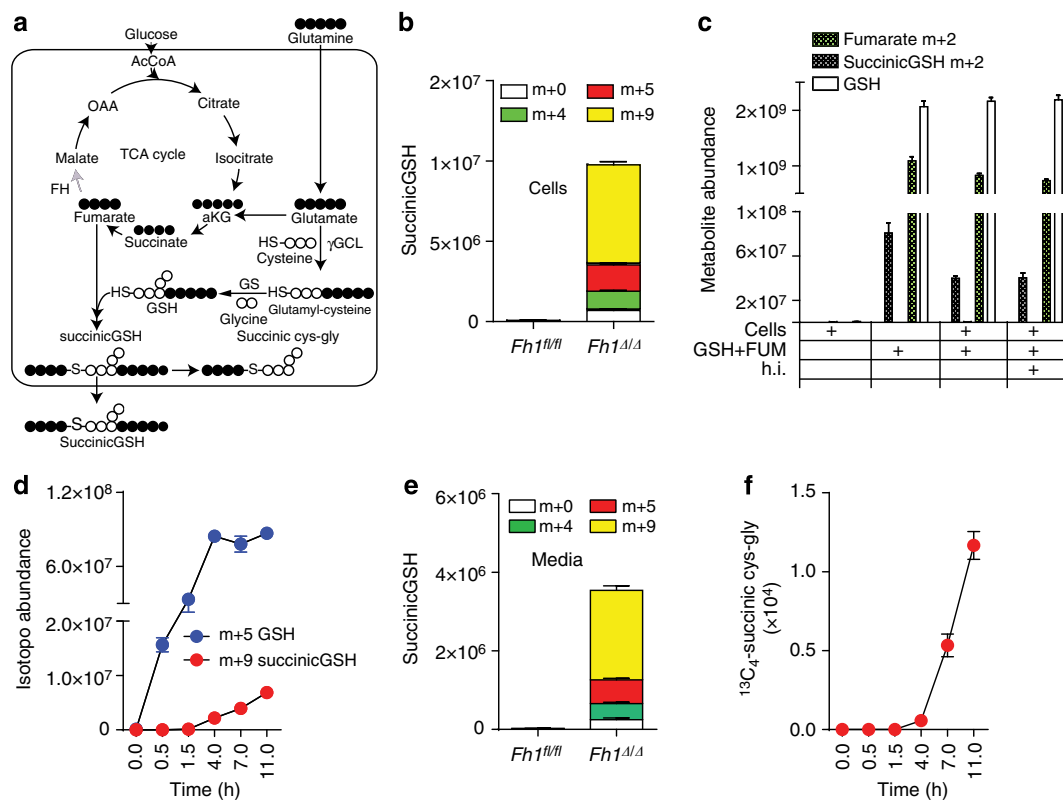 a
Glucose
Glutamine
AcCoA
OAA
Citrate
Malate
TCA cycle
Isocitrate
FH
Fumarate
aKG
Glutamate
Succinate
HS
Cysteine
γGCL
HS
GSH
GS
Glycine
HS
Glutamyl-cysteine
succinicGSH
Succinic cys-gly
S
S
S
SuccinicGSH
b
m+0
m+5
m+4
m+9
SuccinicGSH
2×10⁷
1×10⁷
5×10⁶
0
Cells
Fh1fl/fl
Fh1Δ/Δ
c
Fumarate m+2
SuccinicGSH m+2
GSH
Metabolite abundance
2×10⁹
1×10⁹
1×10⁸
6×10⁷
2×10⁷
Cells + + +
GSH+FUM + + +
h.i. +
d
Isotopo abundance
1.2×10⁸
6.0×10⁷
2.0×10⁷
1.0×10⁷
0.0
m+5 GSH
m+9 succinicGSH
0.0 0.5 1.5 4.0 7.0 11.0
Time (h)
e
m+0
m+5
m+4
m+9
SuccinicGSH
6×10⁶
4×10⁶
2×10⁶
0
Media
Fh1fl/fl
Fh1Δ/Δ
f
¹³C₄-succinic cys-gly
(×10⁴)
1.5
1.0
0.5
0.0
0.0 0.5 1.5 4.0 7.0 11.0
Time (h)